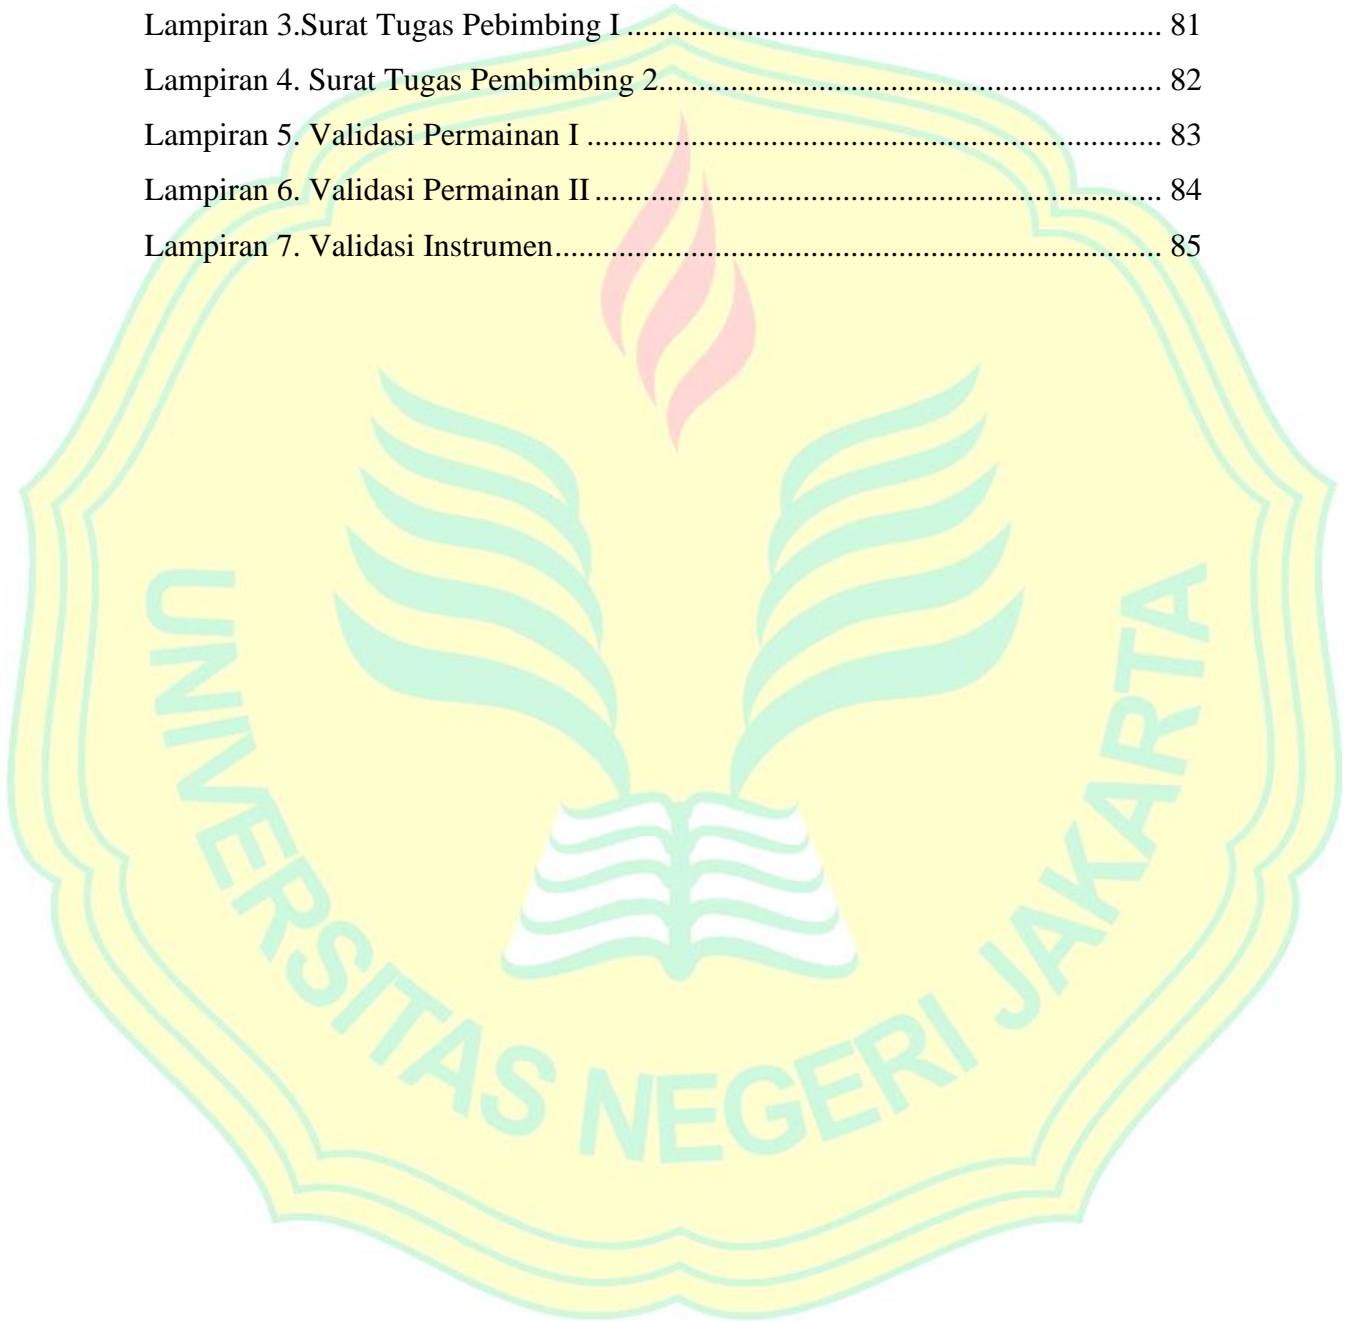 Lampiran 3.Surat Tugas Pebimbing I ................................................................... 81
Lampiran 4. Surat Tugas Pembimbing 2............................................................... 82
Lampiran 5. Validasi Permainan I ........................................................................ 83
Lampiran 6. Validasi Permainan II ....................................................................... 84
Lampiran 7. Validasi Instrumen............................................................................ 85
UNIVERSITAS NEGERI JAKARTA